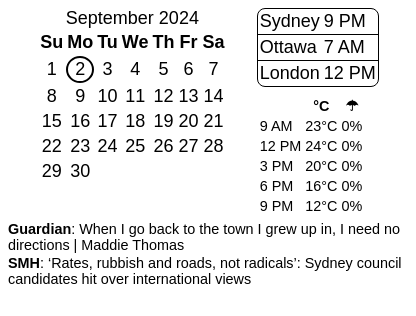 September 2024
Su Mo Tu We Th Fr Sa
1 2 3 4 5 6 7
8 9 10 11 12 13 14
15 16 17 18 19 20 21
22 23 24 25 26 27 28
29 30
Sydney 9 PM
Ottawa 7 AM
London 12 PM
°C ☂
9 AM 23°C 0%
12 PM 24°C 0%
3 PM 20°C 0%
6 PM 16°C 0%
9 PM 12°C 0%
Guardian: When I go back to the town I grew up in, I need no
directions | Maddie Thomas
SMH: ‘Rates, rubbish and roads, not radicals’: Sydney council
candidates hit over international views